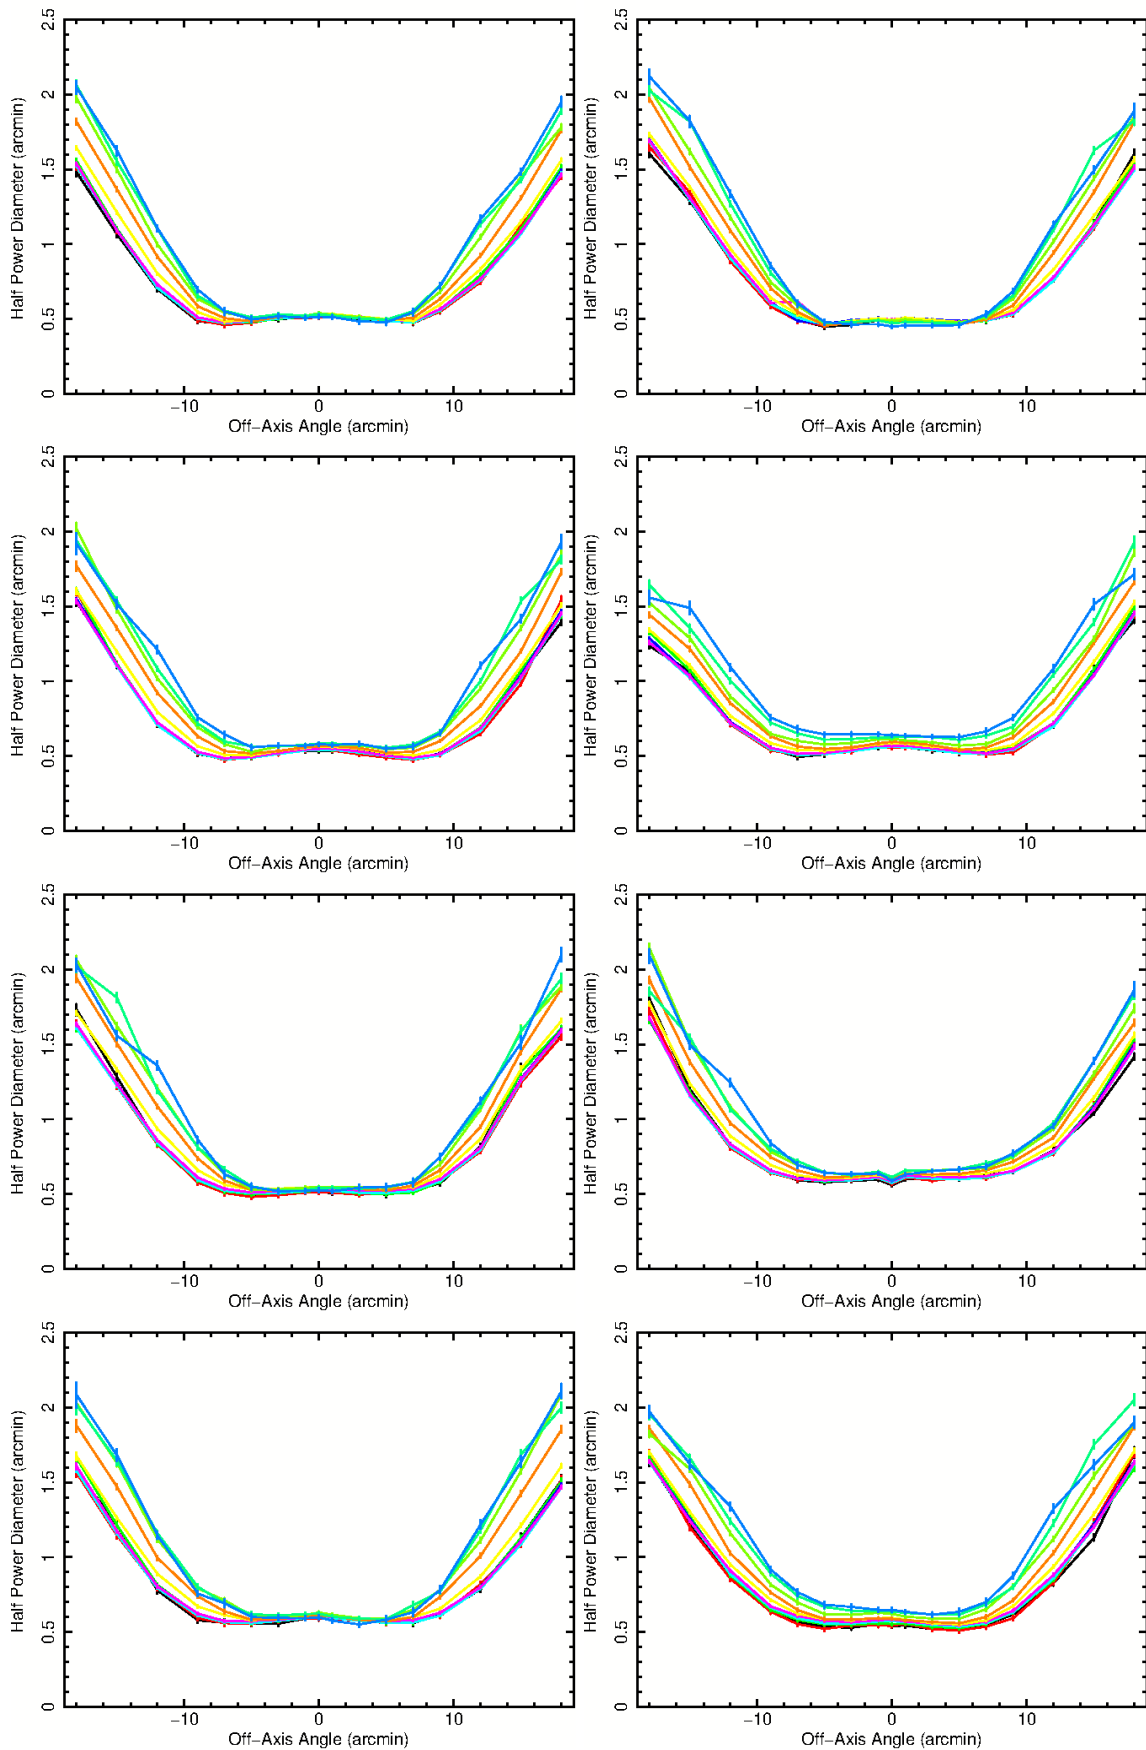 2.5 2.5
2 2
1.5 1.5
1 1
0.5 0.5
0 0
Half Power Diameter (arcmin) Half Power Diameter (arcmin)
−10 0 10 −10 0 10
Off−Axis Angle (arcmin) Off−Axis Angle (arcmin)
2.5 2.5
2 2
1.5 1.5
1 1
0.5 0.5
0 0
Half Power Diameter (arcmin) Half Power Diameter (arcmin)
−10 0 10 −10 0 10
Off−Axis Angle (arcmin) Off−Axis Angle (arcmin)
2.5 2.5
2 2
1.5 1.5
1 1
0.5 0.5
0 0
Half Power Diameter (arcmin) Half Power Diameter (arcmin)
−10 0 10 −10 0 10
Off−Axis Angle (arcmin) Off−Axis Angle (arcmin)
2.5 2.5
2 2
1.5 1.5
1 1
0.5 0.5
0 0
Half Power Diameter (arcmin) Half Power Diameter (arcmin)
−10 0 10 −10 0 10
Off−Axis Angle (arcmin) Off−Axis Angle (arcmin)